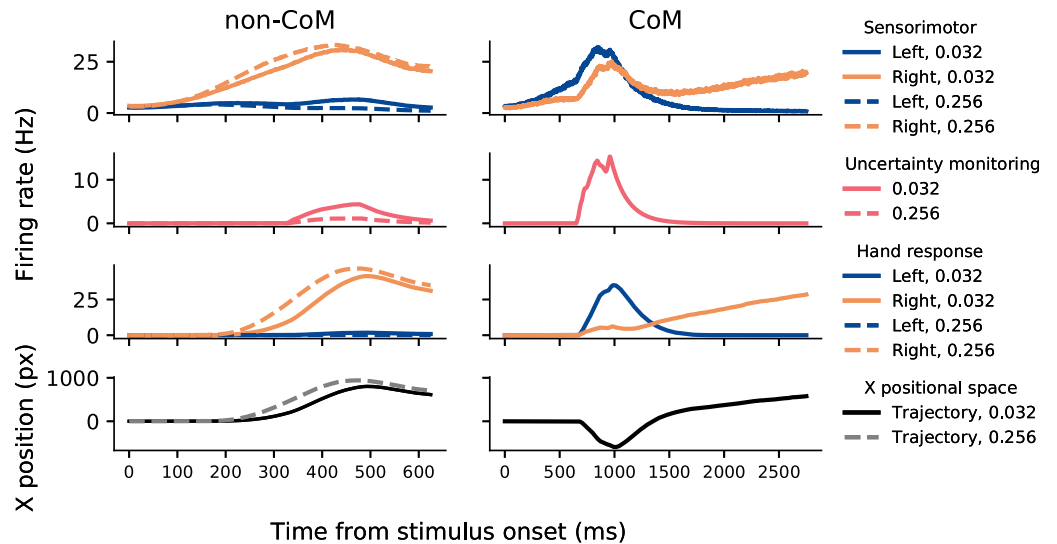 non-CoM
CoM
Firing rate (Hz)
X position (px)
25
0
10
0
25
0
1000
0
0 100 200 300 400 500 600
0 500 1000 1500 2000 2500
Time from stimulus onset (ms)
Sensorimotor
Left, 0.032
Right, 0.032
Left, 0.256
Right, 0.256
Uncertainty monitoring
0.032
0.256
Hand response
Left, 0.032
Right, 0.032
Left, 0.256
Right, 0.256
X positional space
Trajectory, 0.032
Trajectory, 0.256